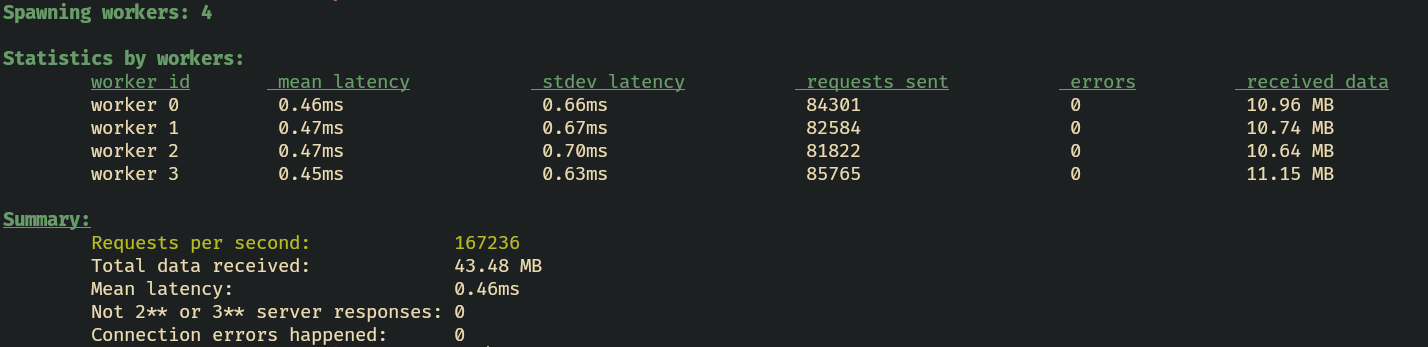 Spawning workers: 4
Statistics by workers:
worker id mean latency stdev latency requests sent errors received data
worker 0 0.46ms 0.66ms 84301 0 10.96 MB
worker 1 0.47ms 0.67ms 82584 0 10.74 MB
worker 2 0.47ms 0.70ms 81822 0 10.64 MB
worker 3 0.45ms 0.63ms 85765 0 11.15 MB
Summary:
Requests per second: 167236
Total data received: 43.48 MB
Mean latency: 0.46ms
Not 2** or 3** server responses: 0
Connection errors happened: 0